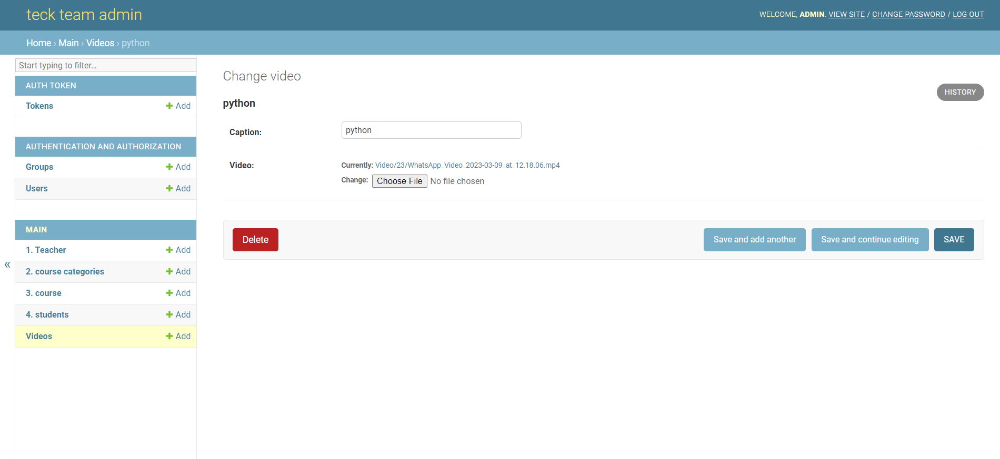 teck team admin
WELCOME, ADMIN. VIEW SITE / CHANGE PASSWORD / LOG OUT
Home › Main › Videos › python
Start typing to filter...
AUTH TOKEN
Tokens Add
AUTHENTICATION AND AUTHORIZATION
Groups Add
Users Add
MAIN
1. Teacher Add
2. course categories Add
3. course Add
4. students Add
Videos Add
«
Change video
HISTORY
python
Caption: python
Video: Currently: Video/23/WhatsApp_Video_2023-03-09_at_12.18.06.mp4
Change: Choose File No file chosen
Delete Save and add another Save and continue editing SAVE